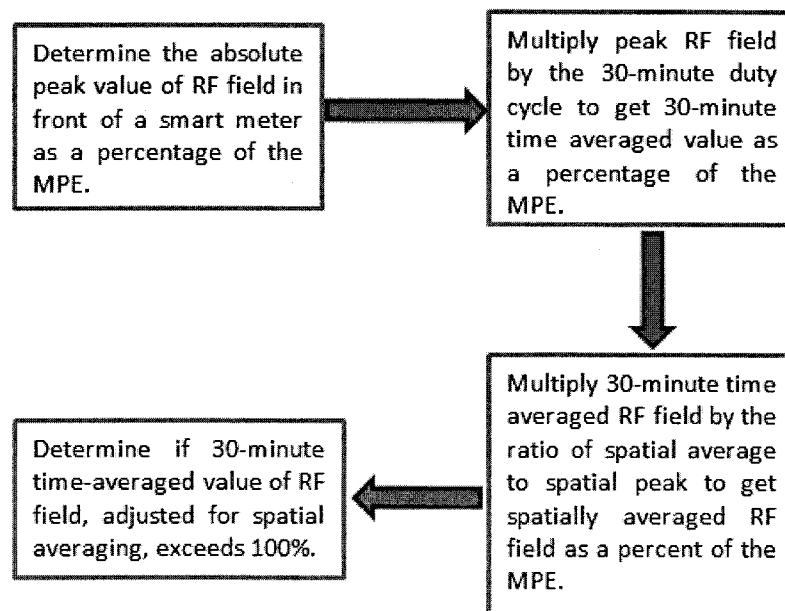 Determine the absolute
peak value of RF field in
front of a smart meter
as a percentage of the
MPE.
Multiply peak RF field
by the 30-minute duty
cycle to get 30-minute
time averaged value as
a percentage of the
MPE.
Multiply 30-minute time
averaged RF field by the
ratio of spatial average
to spatial peak to get
spatially averaged RF
field as a percent of the
MPE.
Determine if 30-minute
time-averaged value of RF
field, adjusted for spatial
averaging, exceeds 100%.